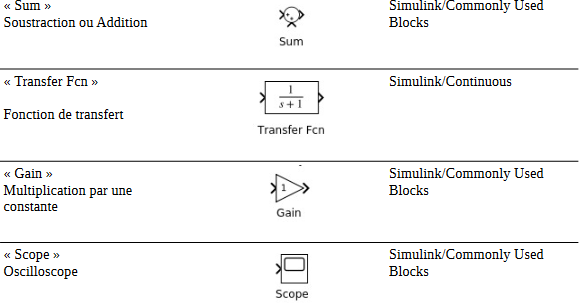 « Sum »
Soustraction ou Addition
Sum
Simulink/Commonly Used
Blocks
« Transfer Fcn »
Fonction de transfert
1
s+1
Transfer Fcn
Simulink/Continuous
« Gain »
Multiplication par une
constante
1
Gain
Simulink/Commonly Used
Blocks
« Scope »
Oscilloscope
Scope
Simulink/Commonly Used
Blocks